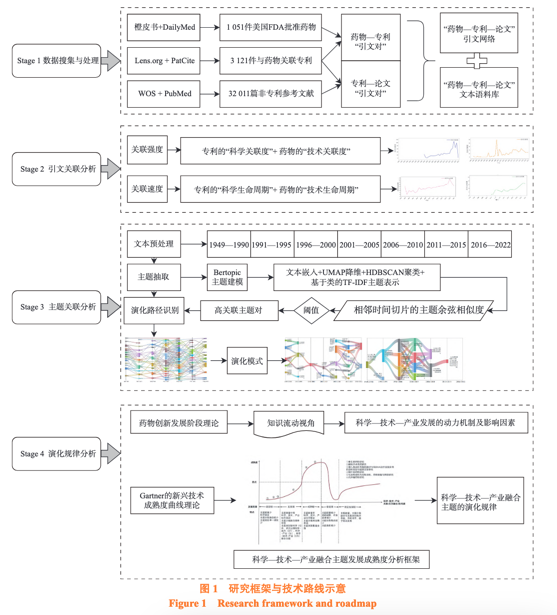 Stage 1 数据搜集与处理
橙皮书+DailyMed
1 051件美国FDA批准药物
药物—专利
“引文对”
“药物—专利—论文”
引文网络
Lens.org + PatCite
3 121件与药物关联专利
专利—论文
“引文对”
“药物—专利—论文”
文本语料库
WOS + PubMed
32 011篇非专利参考文献
Stage 2 引文关联分析
关联强度
专利的“科学关联度”+ 药物的“技术关联度”
关联速度
专利的“科学生命周期”+ 药物的“技术生命周期”
Stage 3 主题关联分析
文本预处理
1949—1990
1991—1995
1996—2000
2001—2005
2006—2010
2011—2015
2016—2022
主题抽取
Bertopic
主题建模
文本嵌入+UMAP降维+HDBSCAN聚类+
基于类的TF-IDF主题表示
演化路径识别
高关联主题对
阈值
相邻时间切片的主题余弦相似度
演化模式
Stage 4 演化规律分析
药物创新发展阶段理论
知识流动视角
科学—技术—产业发展的动力机制及影响因素
Gartner的新兴技术
成熟度曲线理论
科学—技术—产业融合
主题的演化规律
科学—技术—产业融合主题发展成熟度分析框架
图 1 研究框架与技术路线示意
Figure 1 Research framework and roadmap